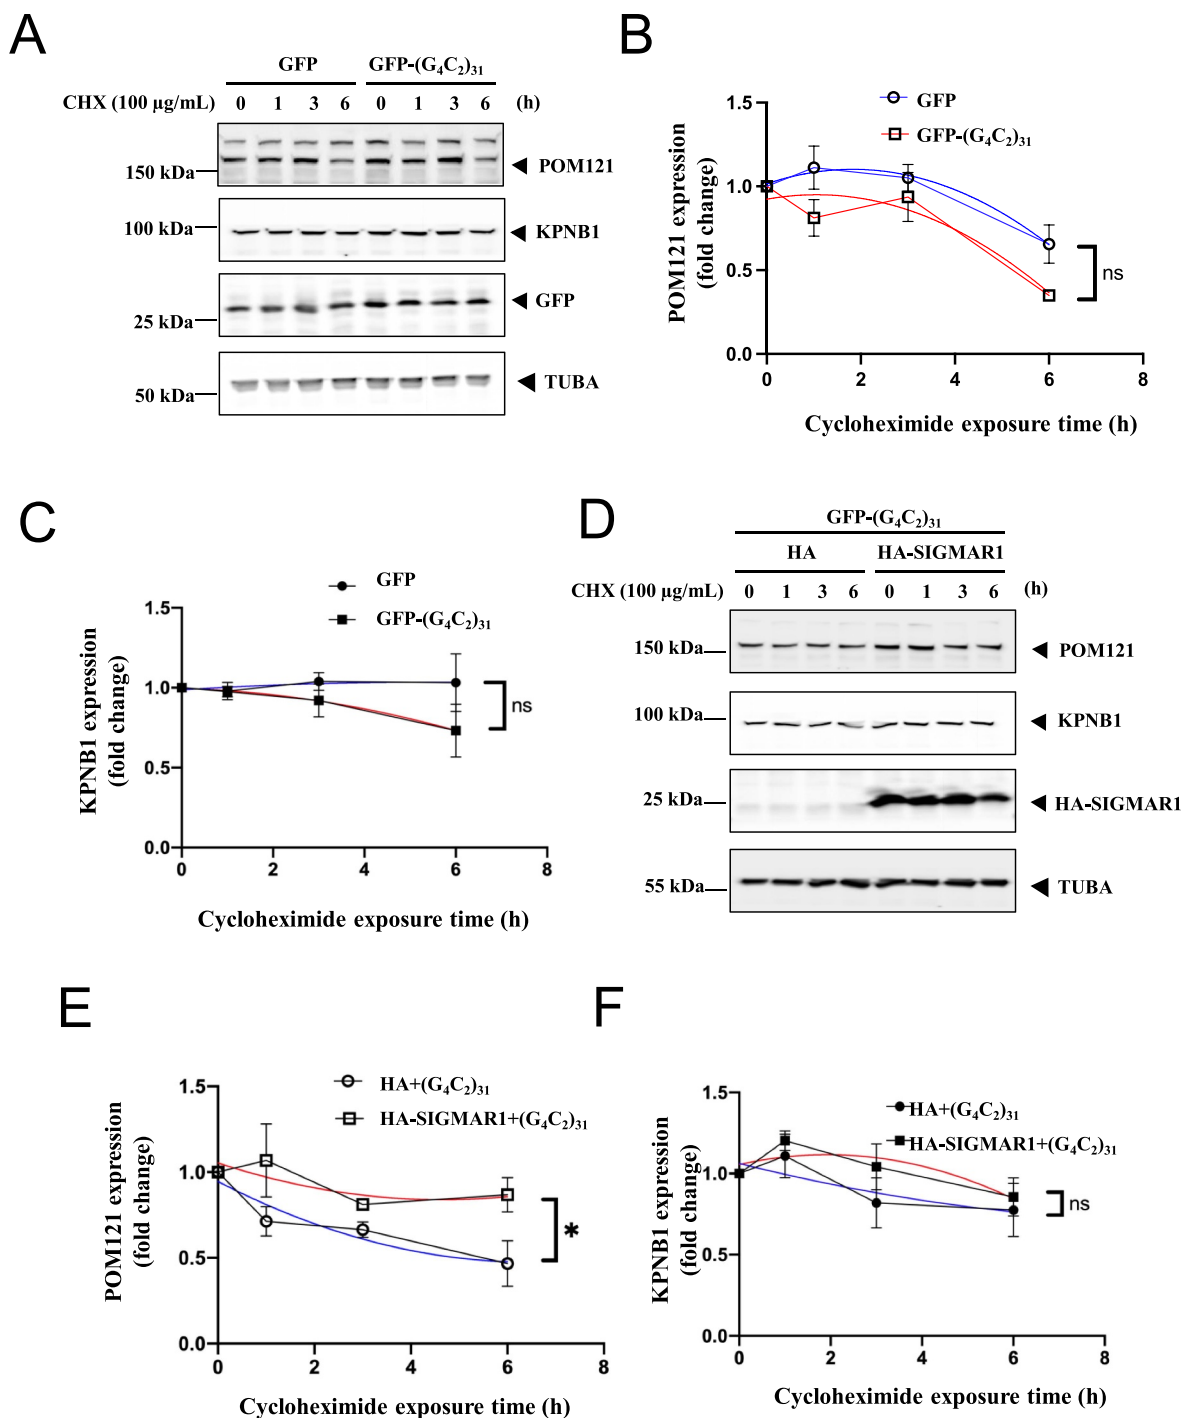 A
GFP GFP-(G₄C₂)₃₁
CHX (100 µg/mL) 0 1 3 6 0 1 3 6 (h)
150 kDa POM121
100 kDa KPNB1
GFP
25 kDa
TUBA
50 kDa
B
GFP
GFP-(G₄C₂)₃₁
POM121 expression
(fold change)
1.5
1.0
0.5
0.0
ns
0 2 4 6 8
Cycloheximide exposure time (h)
C
GFP
GFP-(G₄C₂)₃₁
KPNB1 expression
(fold change)
1.5
1.0
0.5
0.0
ns
0 2 4 6 8
Cycloheximide exposure time (h)
D
GFP-(G₄C₂)₃₁
HA HA-SIGMAR1
CHX (100 µg/mL) 0 1 3 6 0 1 3 6 (h)
150 kDa POM121
100 kDa KPNB1
25 kDa HA-SIGMAR1
55 kDa TUBA
E
HA+(G₄C₂)₃₁
HA-SIGMAR1+(G₄C₂)₃₁
POM121 expression
(fold change)
1.5
1.0
0.5
0.0
*
0 2 4 6 8
Cycloheximide exposure time (h)
F
HA+(G₄C₂)₃₁
HA-SIGMAR1+(G₄C₂)₃₁
KPNB1 expression
(fold change)
1.5
1.0
0.5
0.0
ns
0 2 4 6 8
Cycloheximide exposure time (h)